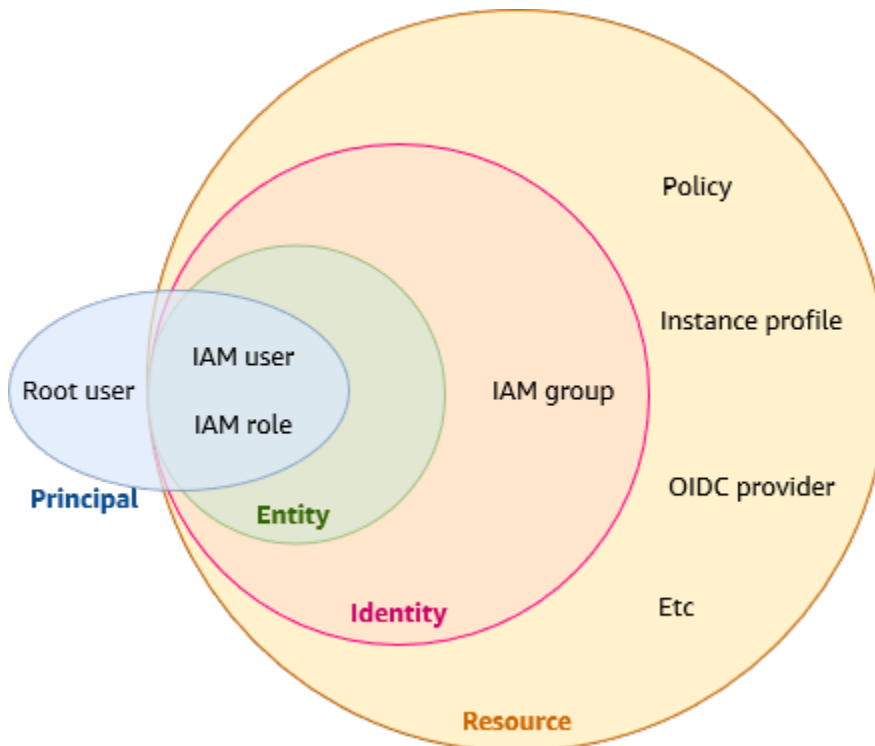 Policy
Instance profile
IAM user
Root user
IAM group
IAM role
OIDC provider
Principal
Entity
Identity
Etc
Resource